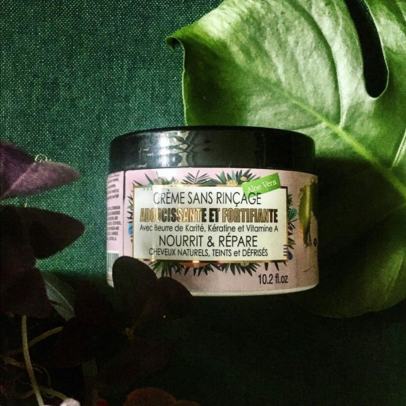 Aloe Vera
CRÈME SANS RINÇAGE
ADOUCISSANTE ET FORTIFIANTE
Avec Beurre de Karité, Kératine et Vitamine A
NOURRIT & RÉPARE
CHEVEUX NATURELS, TEINTS et DÉFRISÉS
10.2 fl.oz